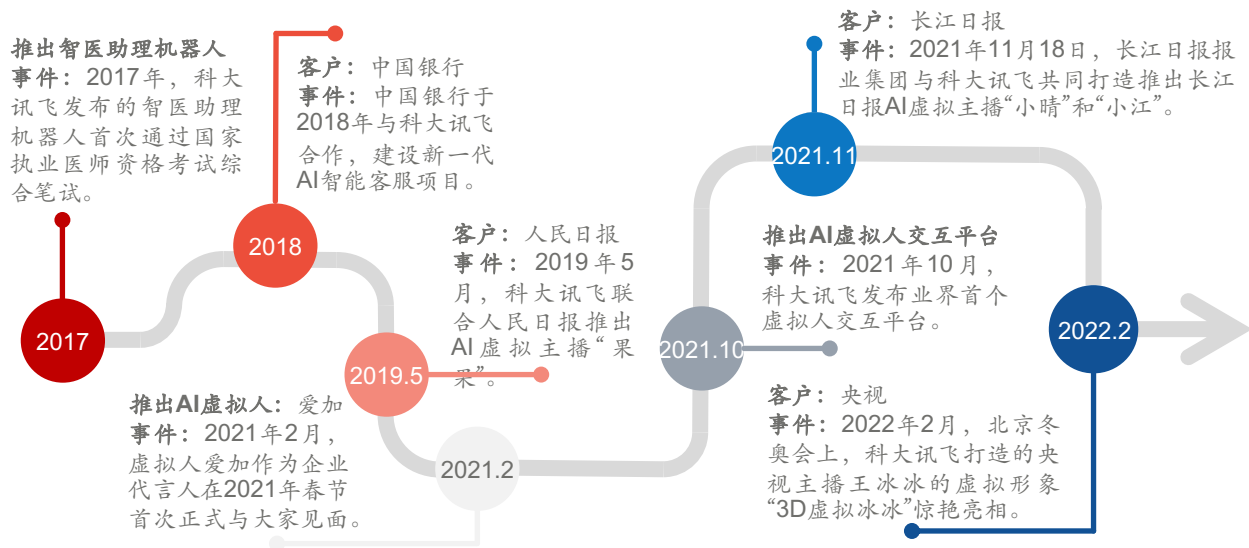 推出智医助理机器人
事件：2017年，科大
讯飞发布的智医助理
机器人首次通过国家
执业医师资格考试综
合笔试。
2017
客户：中国银行
事件：中国银行于
2018年与科大讯飞
合作，建设新一代
AI智能客服项目。
2018
客户：人民日报
事件：2019年5
月，科大讯飞联
合人民日报推出
AI虚拟主播“果
果”。
2019.5
推出AI虚拟人：爱加
事件：2021年2月，
虚拟人爱加作为企业
代言人在2021年春节
首次正式与大家见面。
2021.2
推出AI虚拟人交互平台
事件：2021年10月，
科大讯飞发布业界首个
虚拟人交互平台。
2021.10
客户：长江日报
事件：2021年11月18日，长江日报报
业集团与科大讯飞共同打造推出长江
日报AI虚拟主播“小晴”和“小江”。
2021.11
客户：央视
事件：2022年2月，北京冬
奥会上，科大讯飞打造的央
视主播王冰冰的虚拟形象
“3D虚拟冰冰”惊艳亮相。
2022.2